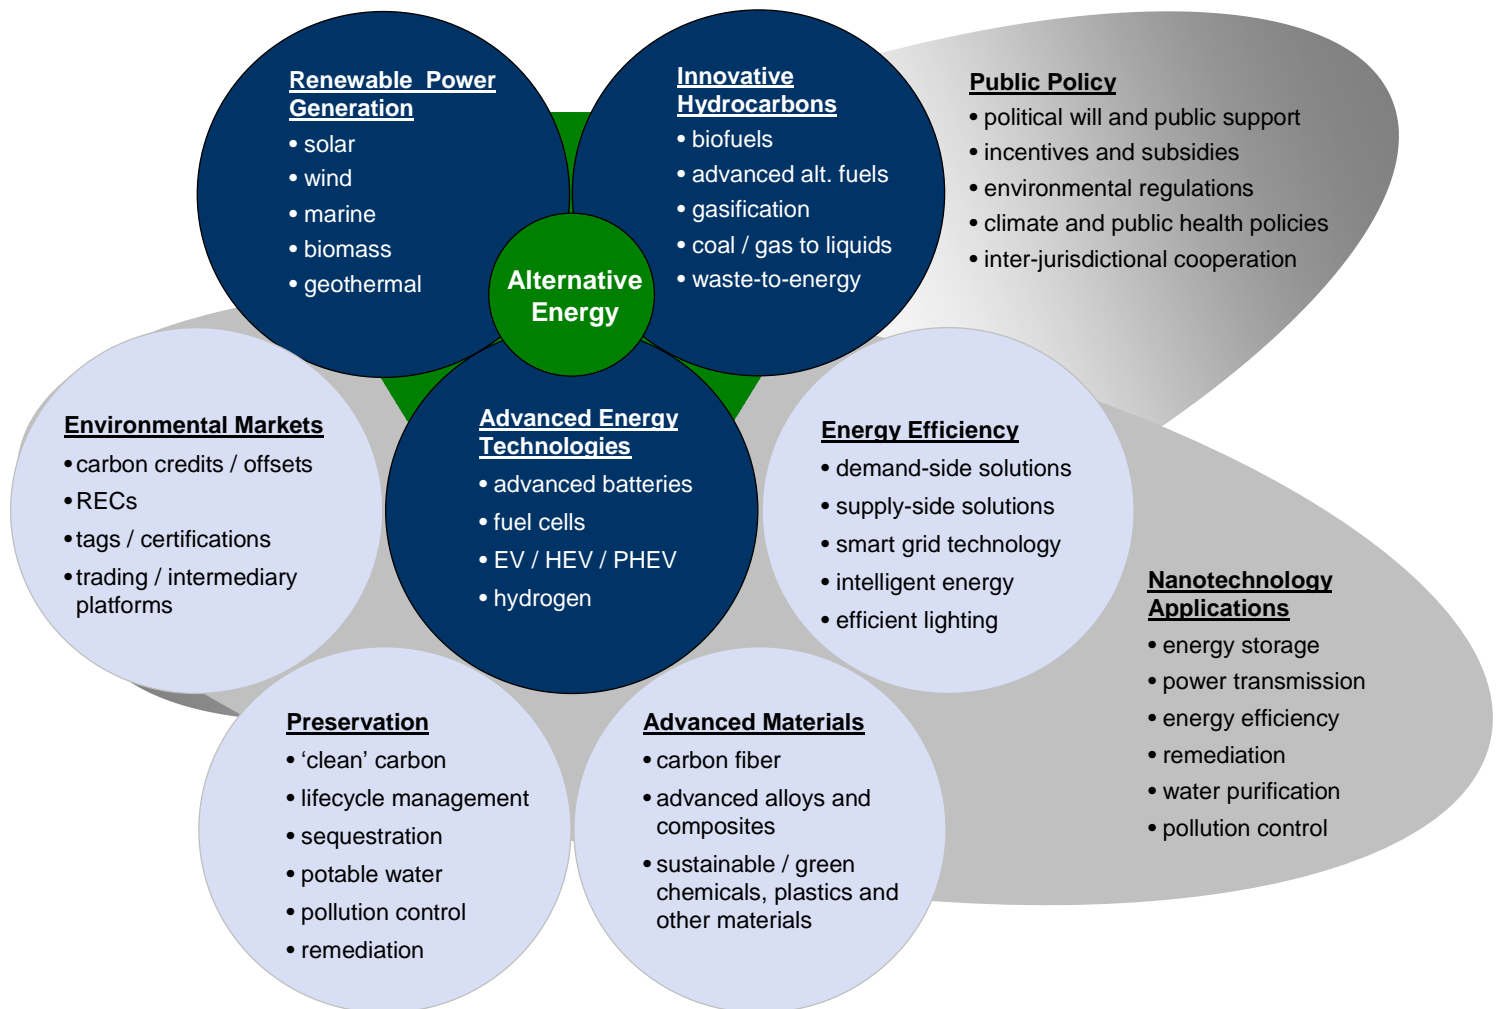 Renewable Power
Generation
• solar
• wind
• marine
• biomass
• geothermal
Innovative
Hydrocarbons
• biofuels
• advanced alt. fuels
• gasification
• coal / gas to liquids
• waste-to-energy
Public Policy
• political will and public support
• incentives and subsidies
• environmental regulations
• climate and public health policies
• inter-jurisdictional cooperation
Alternative
Energy
Environmental Markets
• carbon credits / offsets
• RECs
• tags / certifications
• trading / intermediary
platforms
Advanced Energy
Technologies
• advanced batteries
• fuel cells
• EV / HEV / PHEV
• hydrogen
Energy Efficiency
• demand-side solutions
• supply-side solutions
• smart grid technology
• intelligent energy
• efficient lighting
Nanotechnology
Applications
• energy storage
• power transmission
• energy efficiency
• remediation
• water purification
• pollution control
Preservation
• ‘clean’ carbon
• lifecycle management
• sequestration
• potable water
• pollution control
• remediation
Advanced Materials
• carbon fiber
• advanced alloys and
composites
• sustainable / green
chemicals, plastics and
other materials